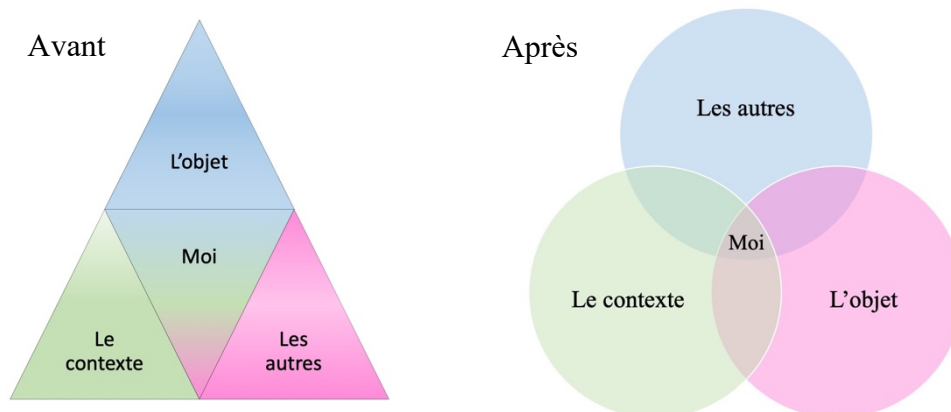 Avant
L'objet
Moi
Le
contexte
Les
autres
Après
Les autres
Moi
Le contexte
L'objet